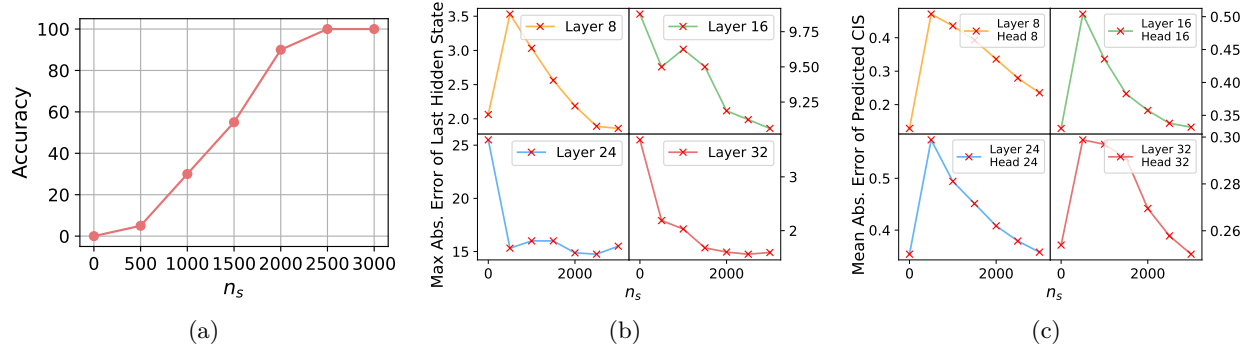 100
80
60
40
20
0
Accuracy
0 500 1000 1500 2000 2500 3000
n_s
(a)
Max Abs. Error of Last Hidden State
3.5
3.0
2.5
2.0
Layer 8
Layer 16
9.75
9.50
9.25
25
20
15
Layer 24
Layer 32
3
2
0 2000
n_s
(b)
Mean Abs. Error of Predicted CIS
0.4
0.3
0.2
Layer 8
Head 8
Layer 16
Head 16
0.50
0.45
0.40
0.35
0.30
0.5
0.4
Layer 24
Head 24
Layer 32
Head 32
0.28
0.26
0 2000
0 2000
n_s
(c)